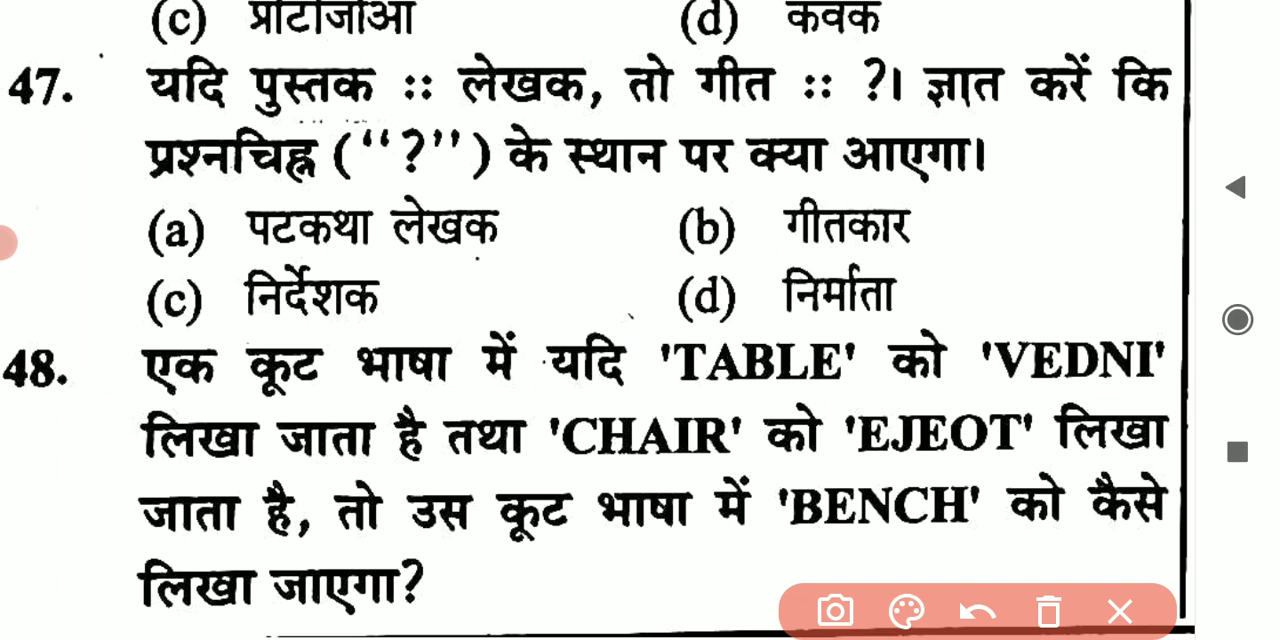 (c) प्रोटोजोआ (d) कवक
47. यदि पुस्तक :: लेखक, तो गीत :: ?। ज्ञात करें कि
प्रश्नचिह्न (“?”) के स्थान पर क्या आएगा।
(a) पटकथा लेखक (b) गीतकार
(c) निर्देशक (d) निर्माता
48. एक कूट भाषा में यदि 'TABLE' को 'VEDNI'
लिखा जाता है तथा 'CHAIR' को 'EJEOT' लिखा
जाता है, तो उस कूट भाषा में 'BENCH' को कैसे
लिखा जाएगा?